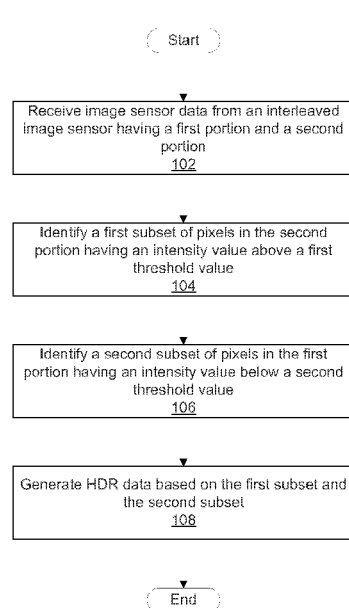 Start
Receive image sensor data from an interleaved
image sensor having a first portion and a second
portion
102
Identify a first subset of pixels in the second
portion having an intensity value above a first
threshold value
104
Identify a second subset of pixels in the first
portion having an intensity value below a second
threshold value
106
Generate HDR data based on the first subset and
the second subset
108
End